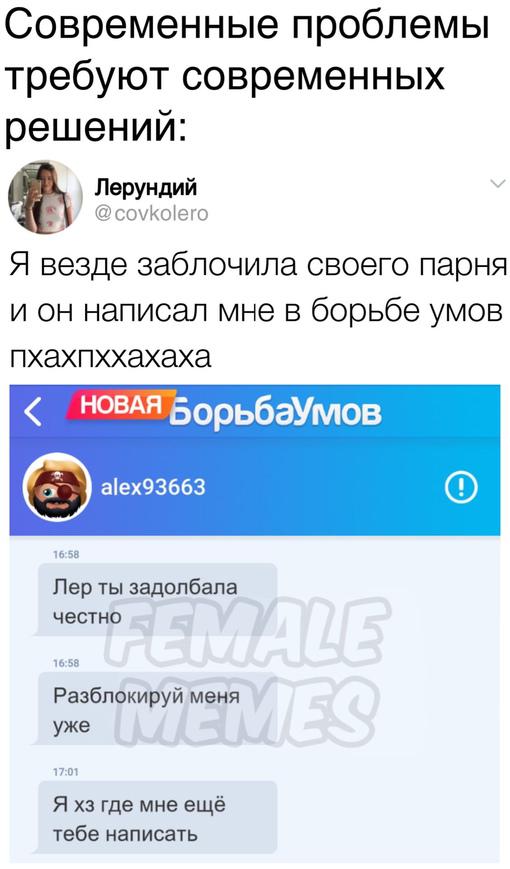 Современные проблемы
требуют современных
решений:
Лерундий
@covkolero
Я везде заблочила своего парня
и он написал мне в борьбе умов
пхахпххахаха
НОВАЯ БорьбаУмов
alex93663
16:58
Лер ты задолбала
честно
FEMALE
16:58
Разблокируй меня
уже
MEMES
17:01
Я хз где мне ещё
тебе написать